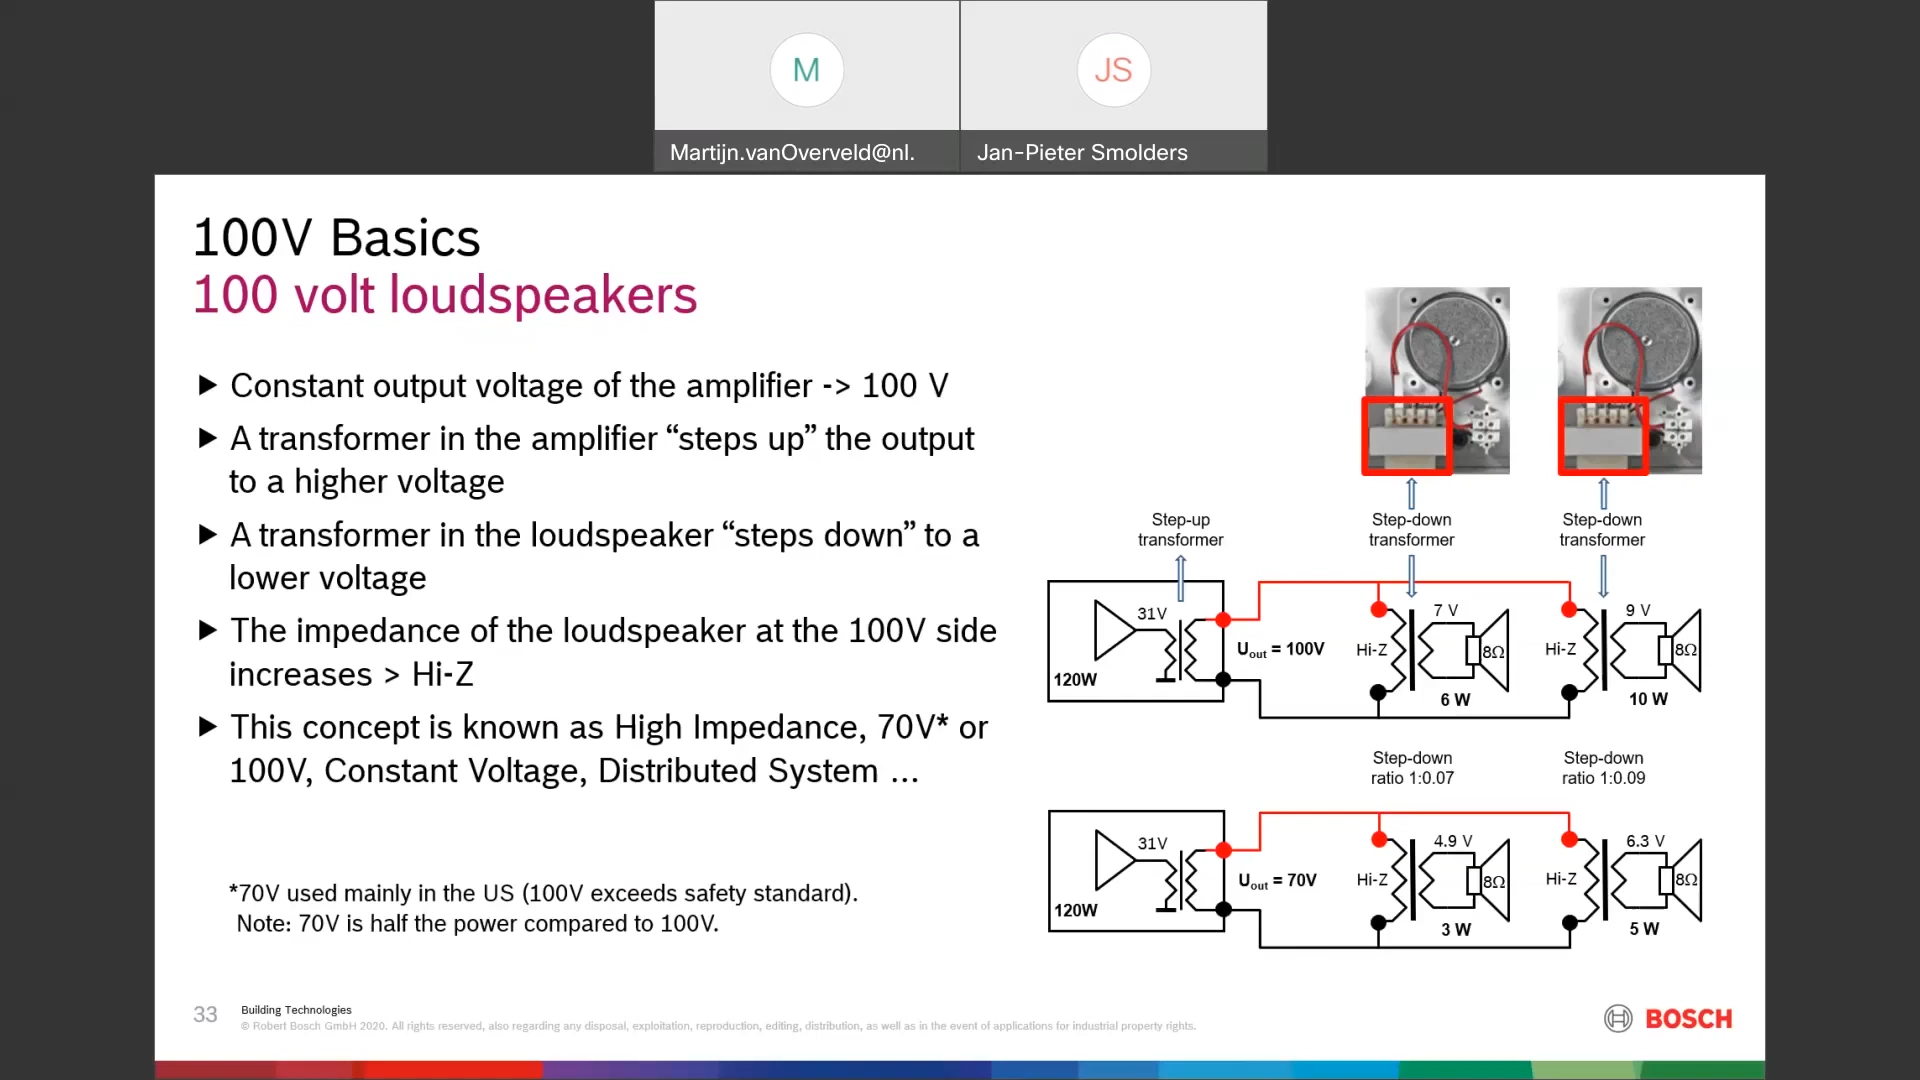 M
JS
Martijn.vanOverveld@nl.
Jan-Pieter Smolders
100V Basics
100 volt loudspeakers
▶ Constant output voltage of the amplifier -> 100 V
▶ A transformer in the amplifier “steps up” the output
to a higher voltage
▶ A transformer in the loudspeaker “steps down” to a
lower voltage
▶ The impedance of the loudspeaker at the 100V side
increases > Hi-Z
▶ This concept is known as High Impedance, 70V* or
100V, Constant Voltage, Distributed System ...
*70V used mainly in the US (100V exceeds safety standard).
Note: 70V is half the power compared to 100V.
Step-up
transformer
Step-down
transformer
Step-down
transformer
31V
120W
Uout = 100V
Hi-Z
7 V
8Ω
6 W
Hi-Z
9 V
8Ω
10 W
Step-down
ratio 1:0.07
Step-down
ratio 1:0.09
31V
120W
Uout = 70V
Hi-Z
4.9 V
8Ω
3 W
Hi-Z
6.3 V
8Ω
5 W
33
Building Technologies
© Robert Bosch GmbH 2020. All rights reserved, also regarding any disposal, exploitation, reproduction, editing, distribution, as well as in the event of applications for industrial property rights.
BOSCH